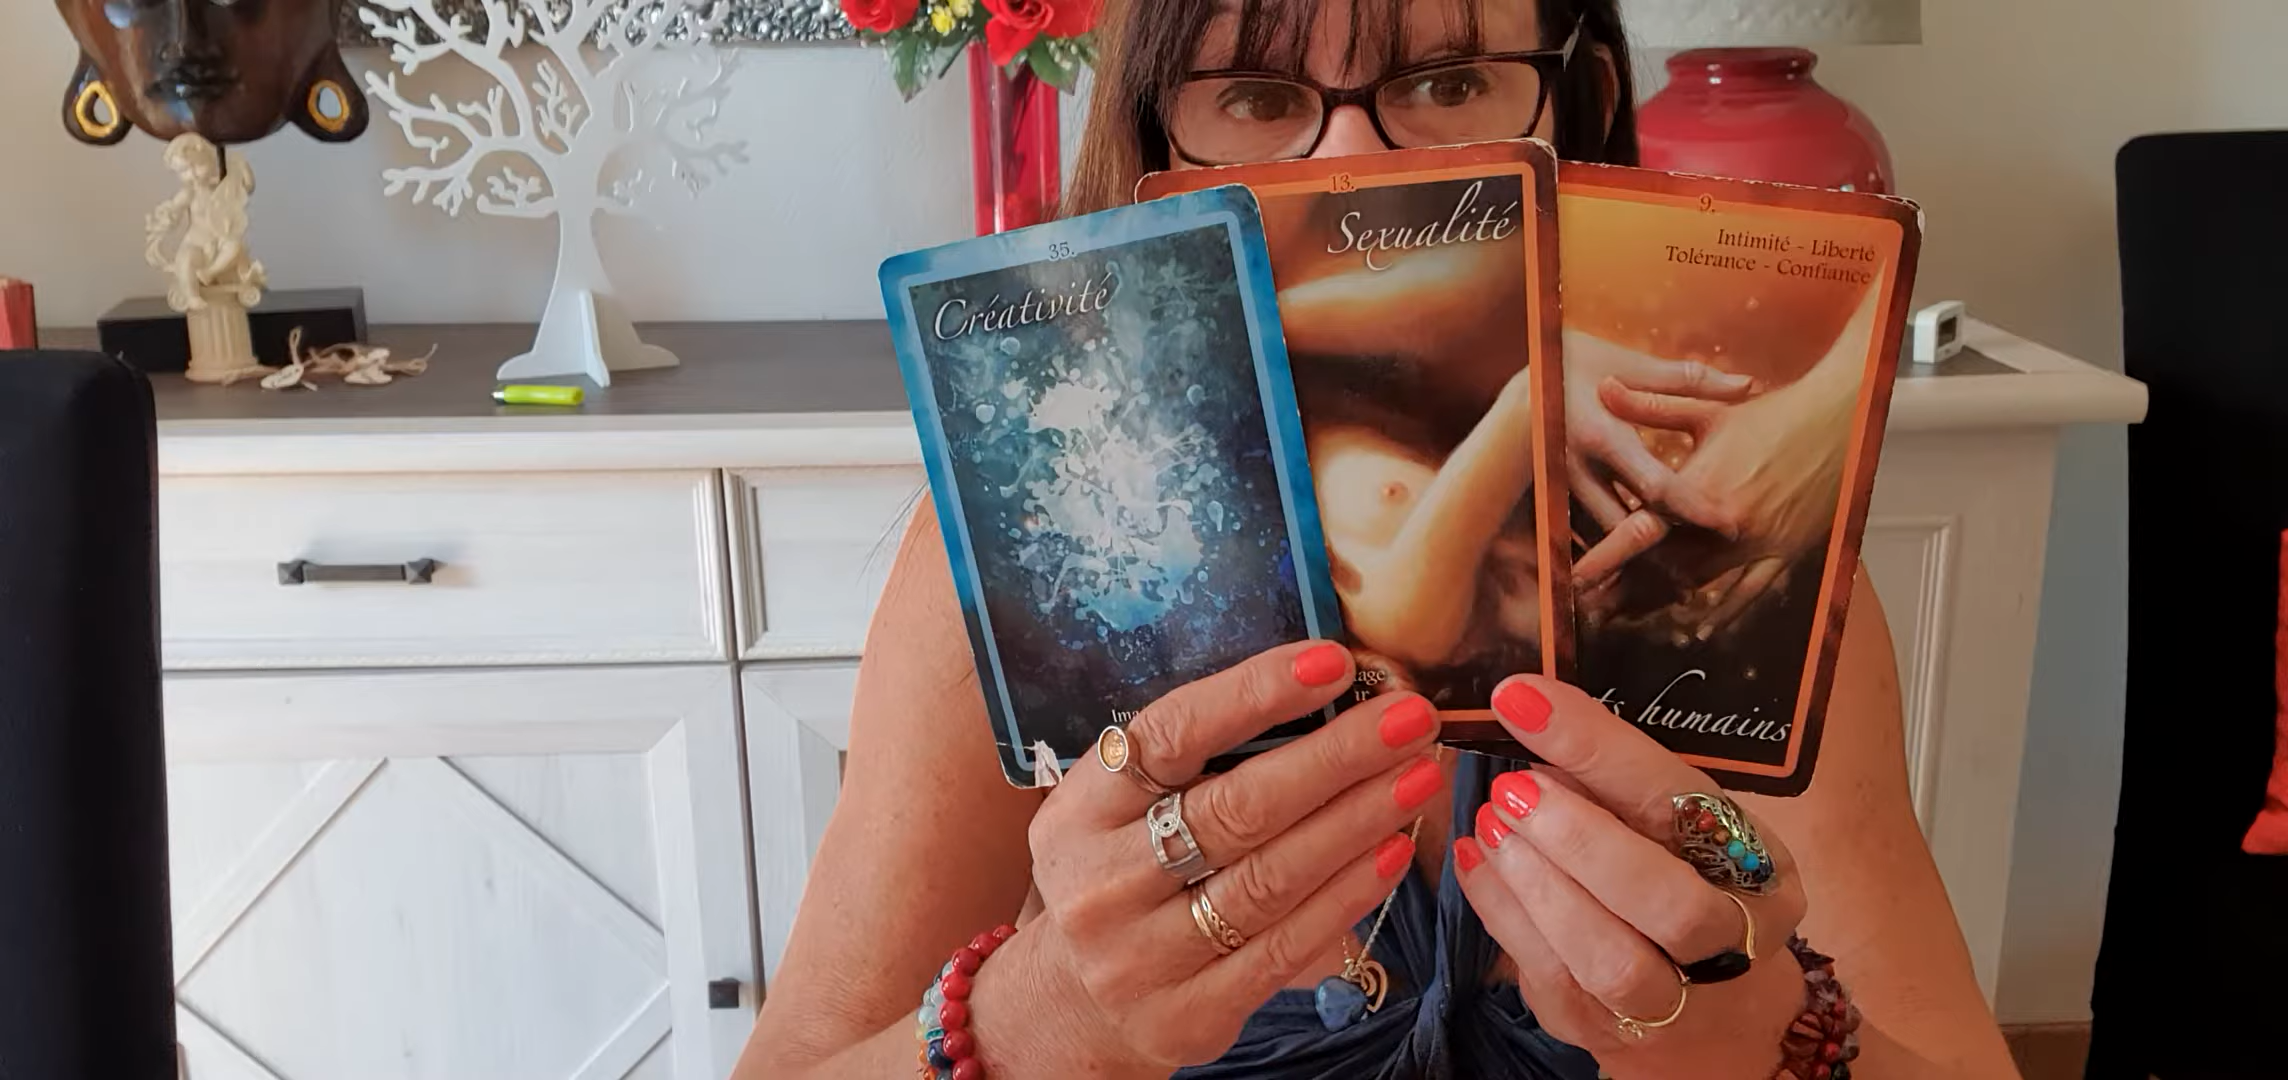 35.
Créativité
13.
Sexualité
9.
Intimité - Liberté
Tolérance - Confiance
humains